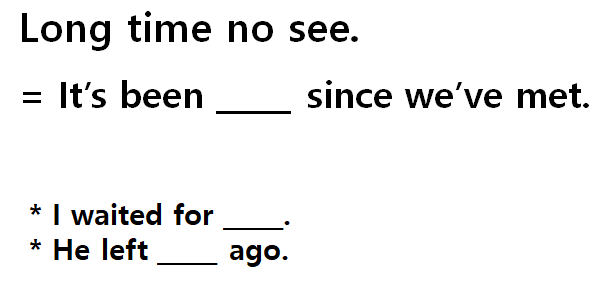 Long time no see.
= It's been ____ since we've met.
* I waited for ____.
* He left ____ ago.